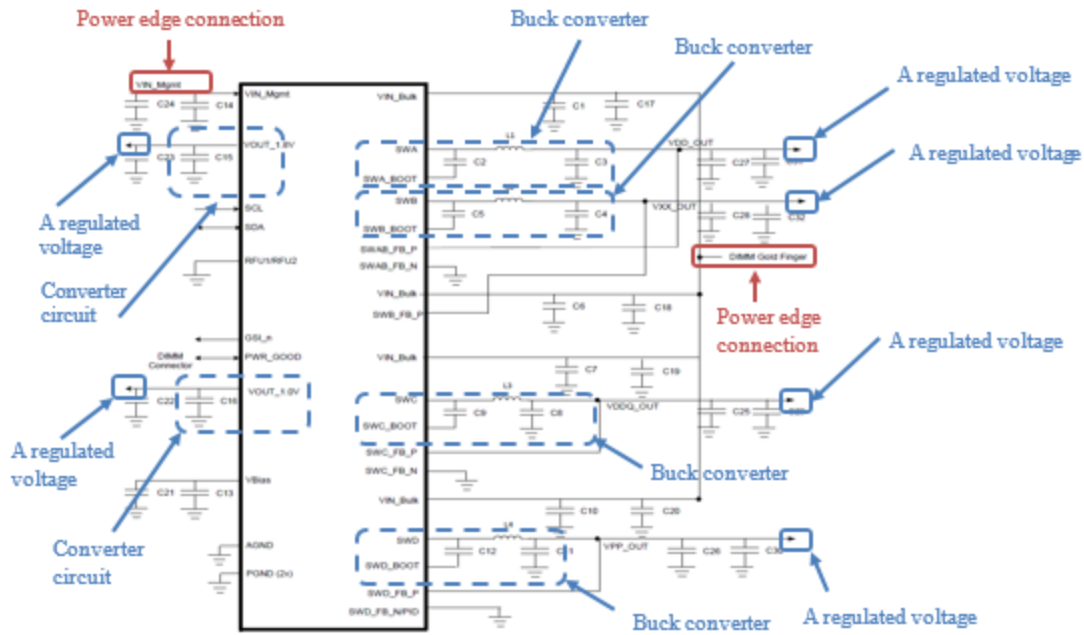 Power edge connection
Buck converter
Buck converter
A regulated voltage
A regulated voltage
VIN_Mgmt
C24
C14
VIN_Mgmt
VIN_Bulk
C1
C17
VOUT_1.8V
C23
C15
SWA
L1
VDD_OUT
C2
C3
C27
SWA_BOOT
SWB
VXX_OUT
C5
C4
C28
C32
SWB_BOOT
A regulated
voltage
SCL
SDA
SWAB_FB_P
SWAB_FB_N
DIMM Gold Finger
RFU1/RFU2
Converter
circuit
VIN_Bulk
C6
C18
SWB_FB_P
Power edge
connection
A regulated voltage
GSI_n
DIMM
Connector
PWR_GOOD
VIN_Bulk
C7
C19
VOUT_1.0V
C22
C16
SWC
L3
VDDQ_OUT
C9
C8
C25
SWC_BOOT
A regulated
voltage
SWC_FB_P
SWC_FB_N
Buck converter
VBias
C21
C13
VIN_Bulk
C10
C20
Converter
circuit
AGND
SWD
L4
VPP_OUT
C12
C26
SWD_BOOT
PGND (2x)
SWD_FB_P
SWD_FB_N/PID
Buck converter
A regulated voltage